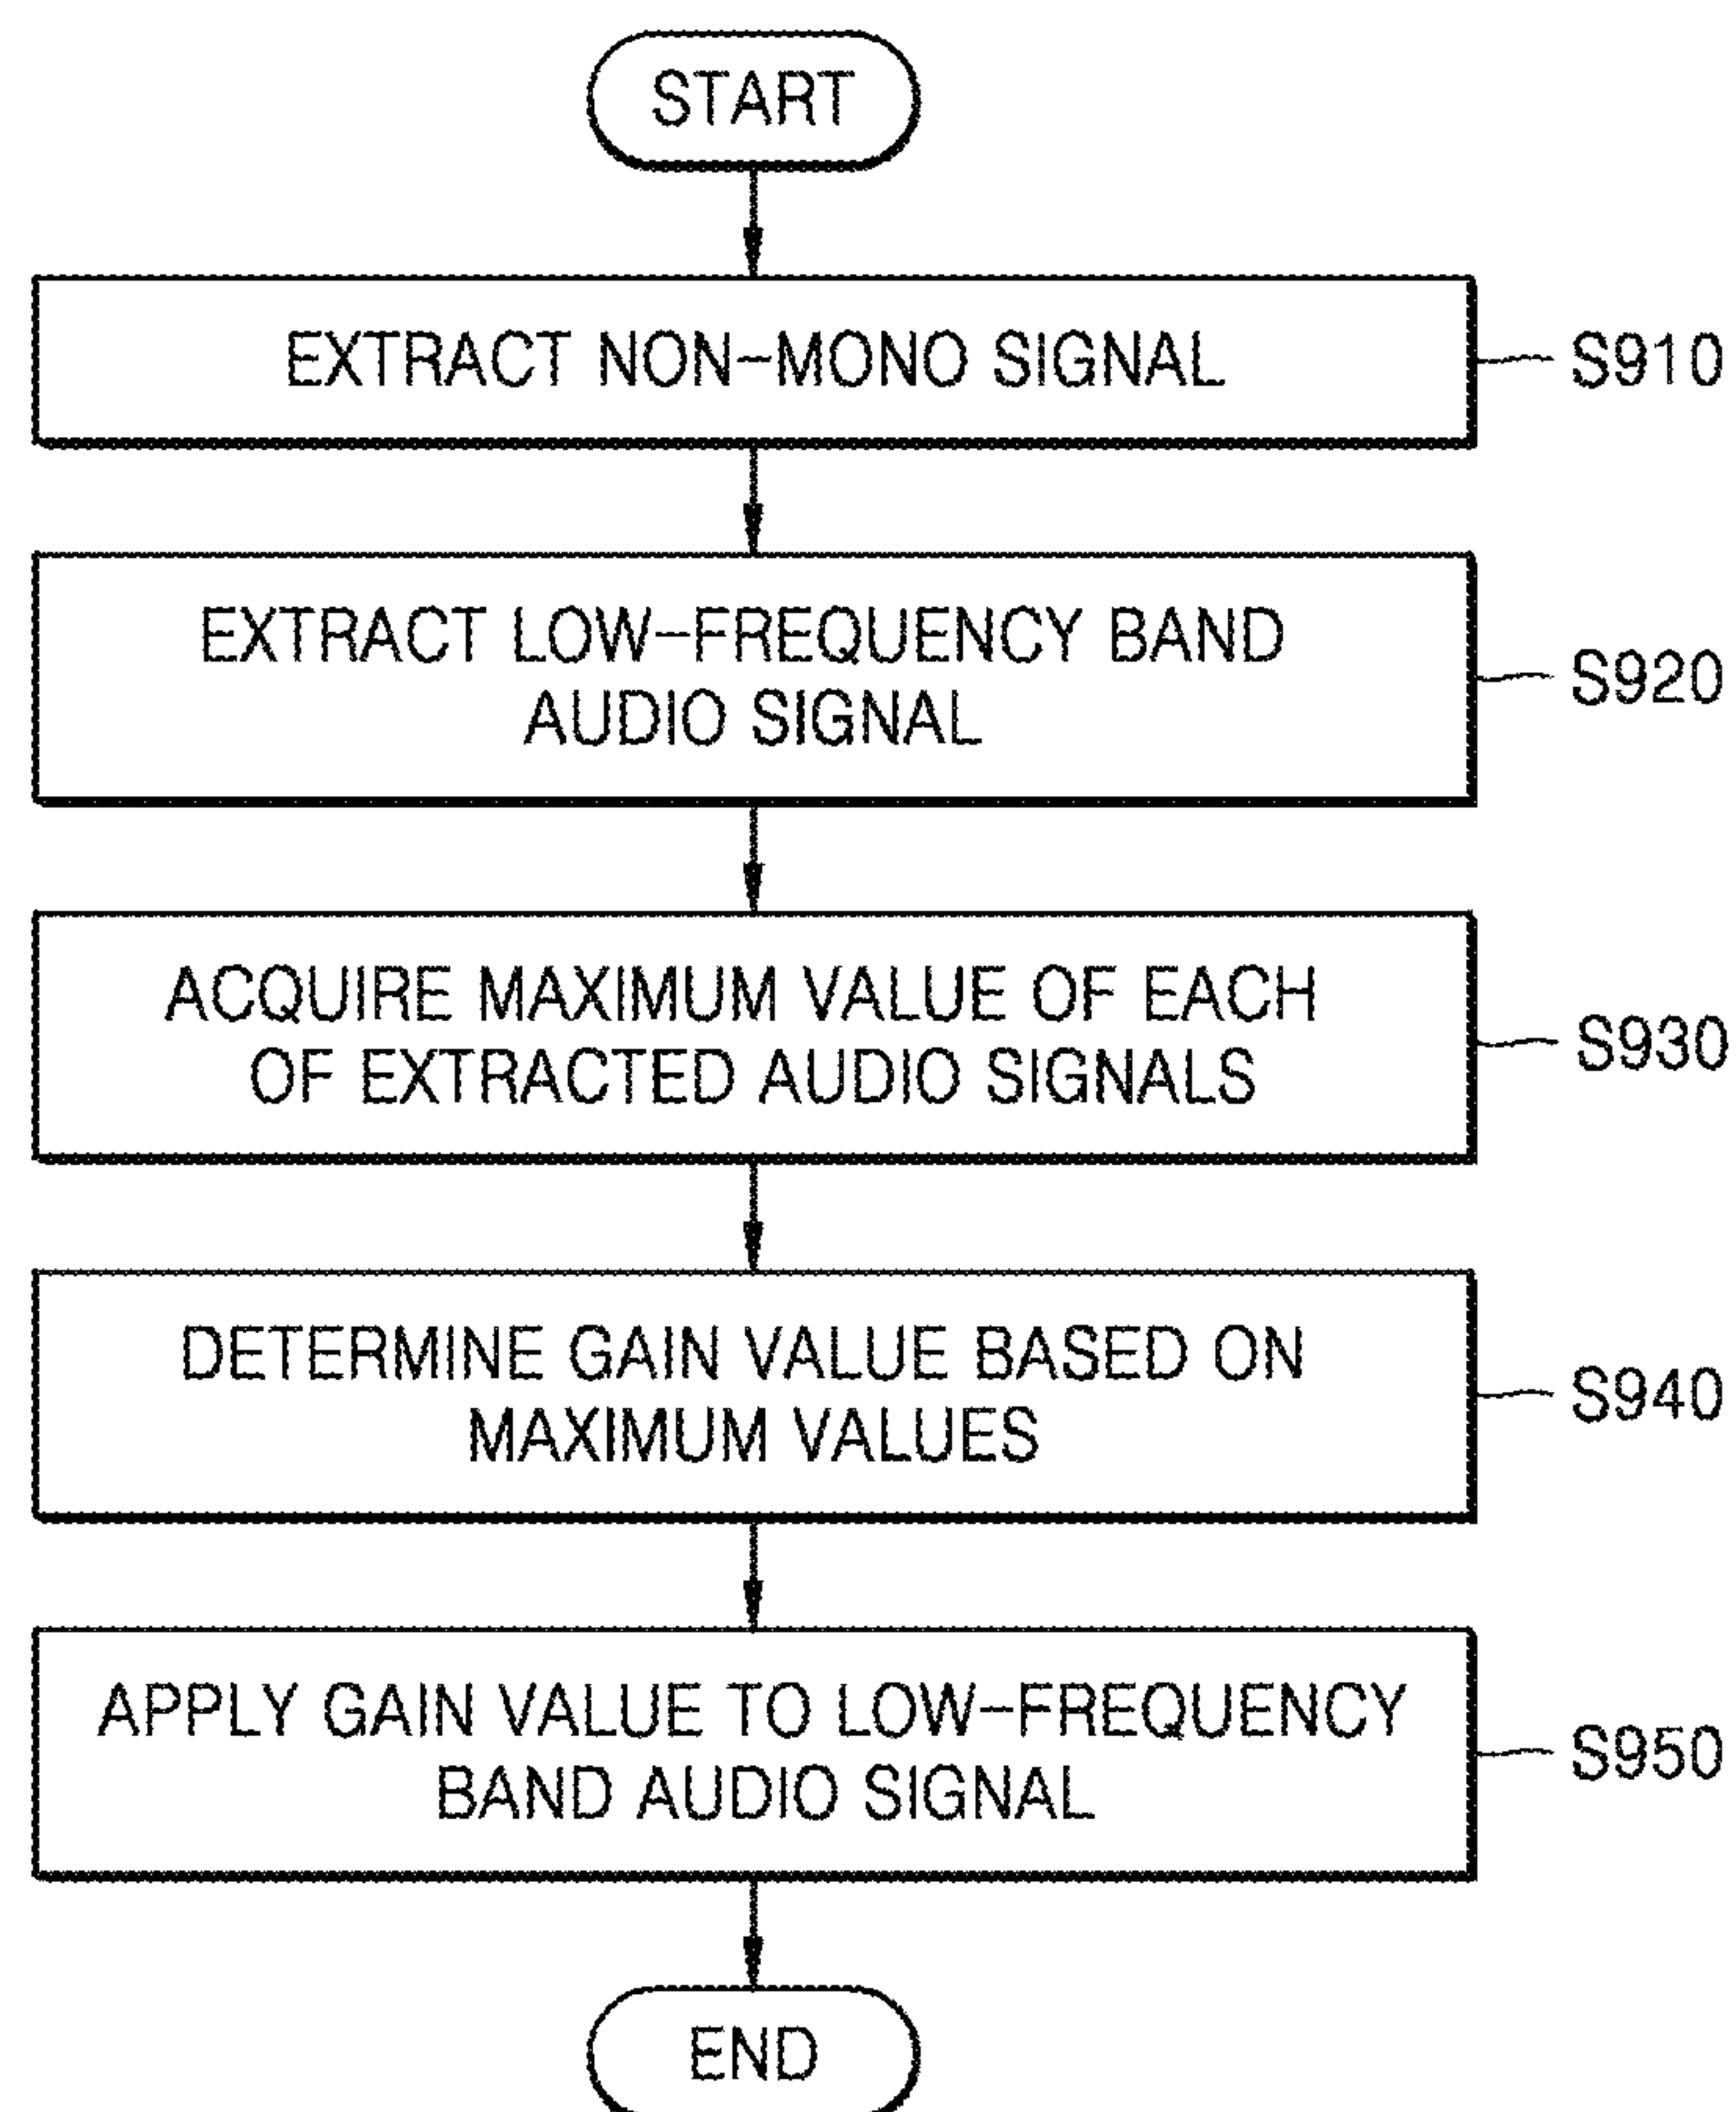 START
EXTRACT NON-MONO SIGNAL
S910
EXTRACT LOW-FREQUENCY BAND
AUDIO SIGNAL
S920
ACQUIRE MAXIMUM VALUE OF EACH
OF EXTRACTED AUDIO SIGNALS
S930
DETERMINE GAIN VALUE BASED ON
MAXIMUM VALUES
S940
APPLY GAIN VALUE TO LOW-FREQUENCY
BAND AUDIO SIGNAL
S950
END